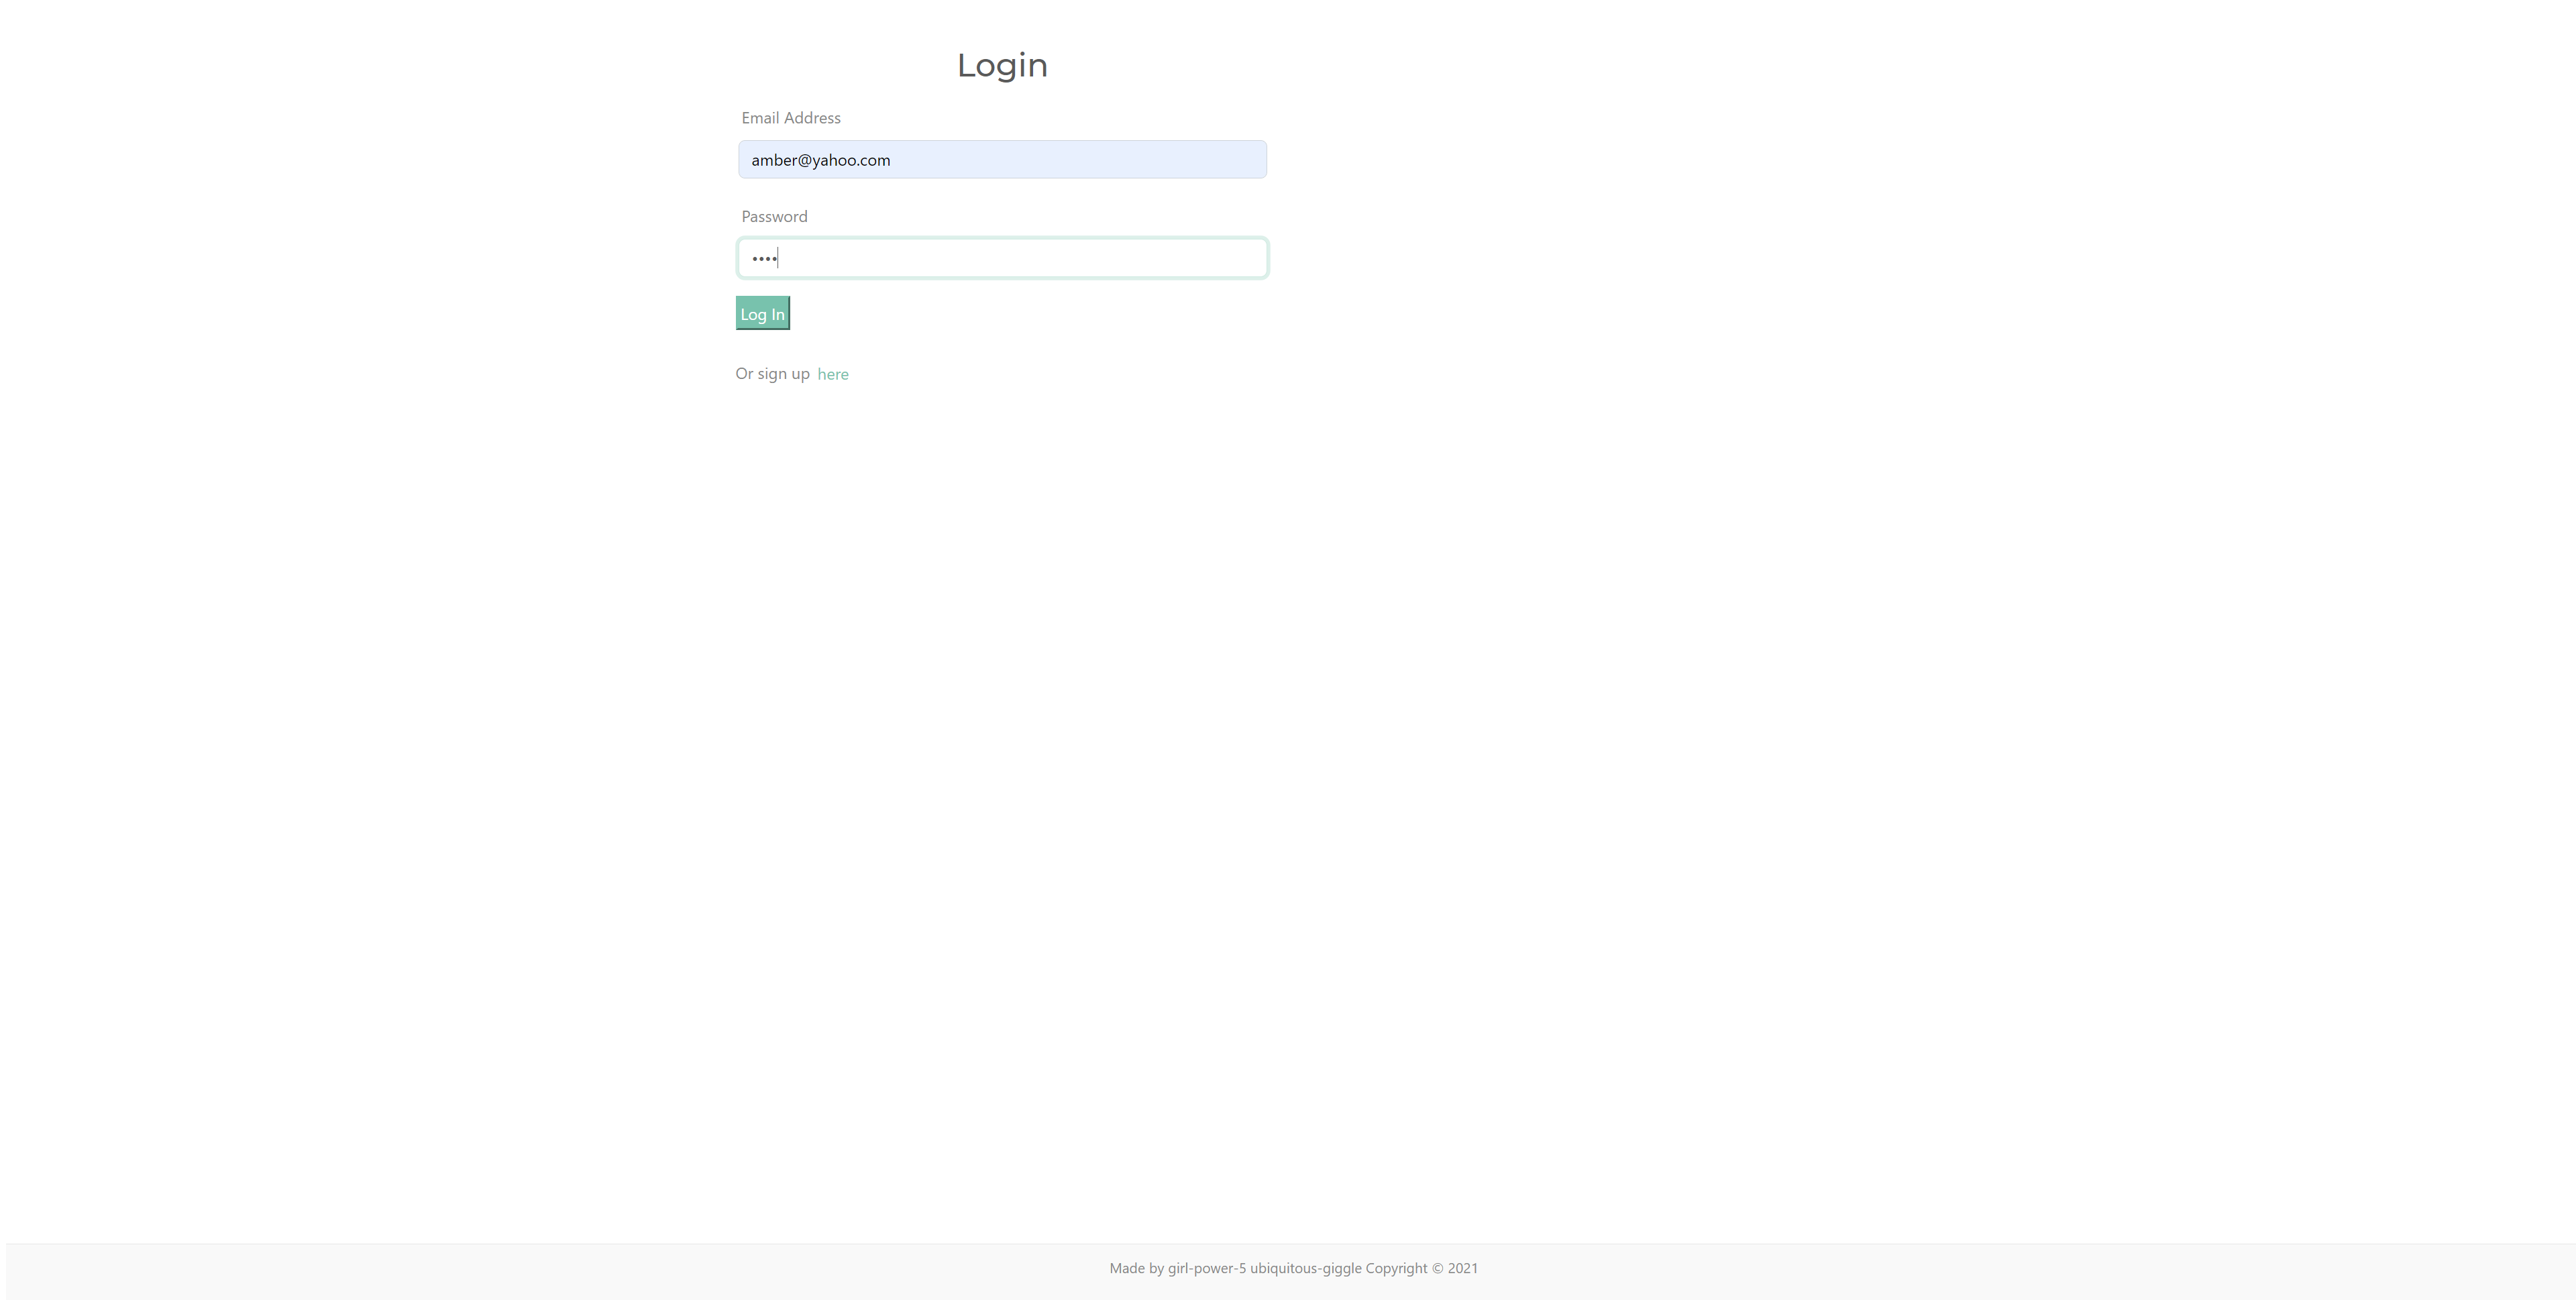 Login
Email Address
amber@yahoo.com
Password
••••
Log In
Or sign up here
Made by girl-power-5 ubiquitous-giggle Copyright © 2021